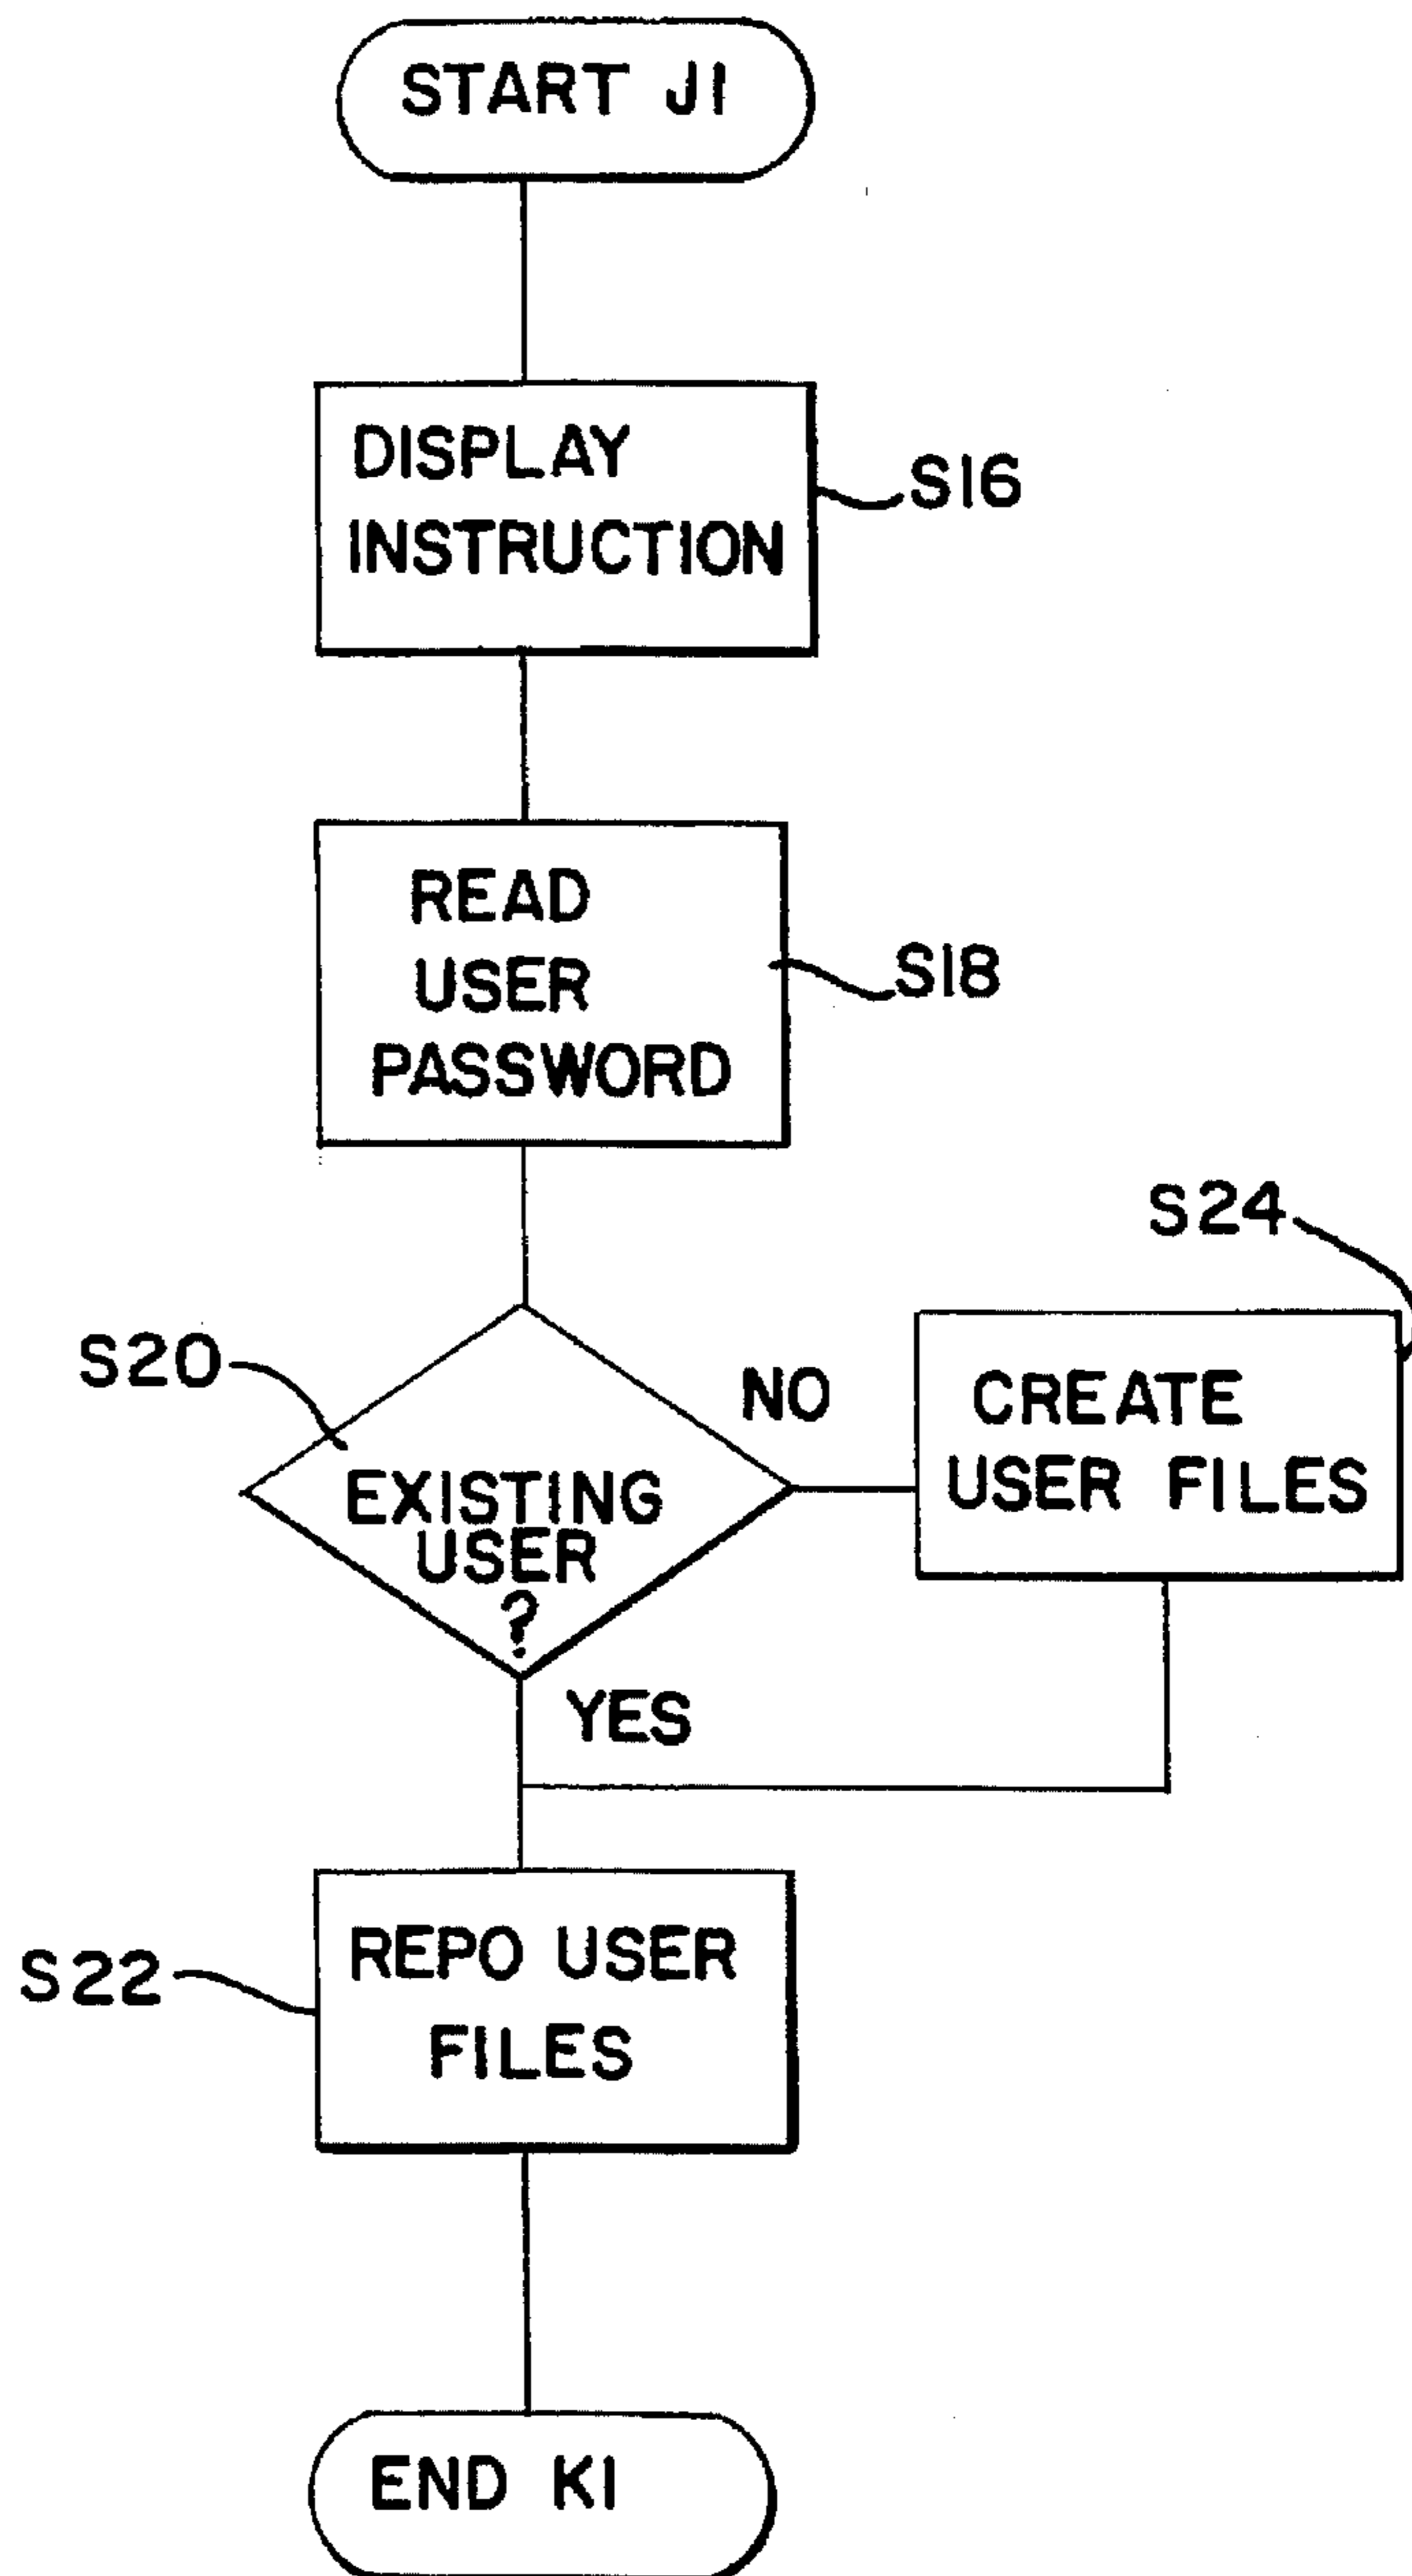 START J1
DISPLAY
INSTRUCTION
S16
READ
USER
PASSWORD
S18
S24
S20
NO
CREATE
USER FILES
EXISTING
USER
?
YES
REPO USER
FILES
S22
END K1